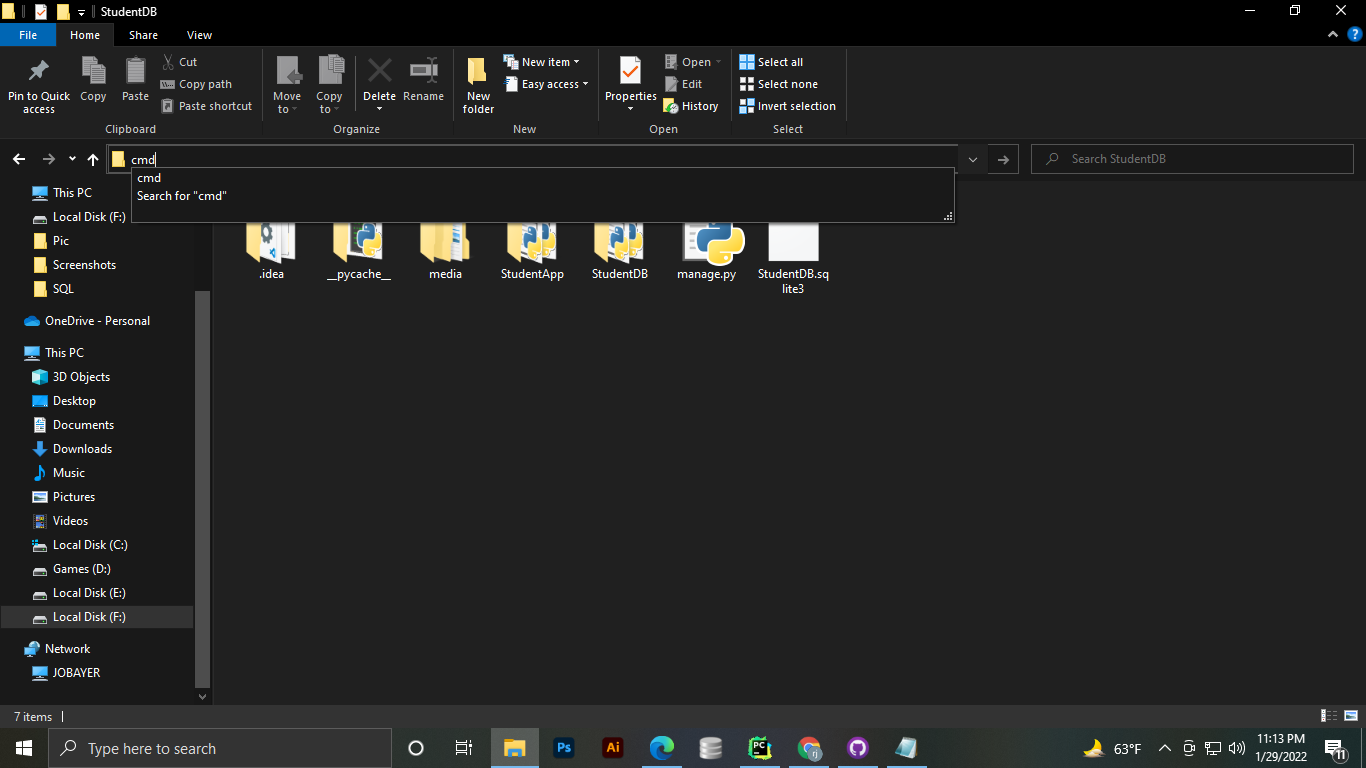 StudentDB
File Home Share View
Pin to Quick access
Copy
Paste
Cut
Copy path
Paste shortcut
Clipboard
Move to
Copy to
Delete
Rename
Organize
New folder
New item
Easy access
New
Properties
Open
Edit
History
Open
Select all
Select none
Invert selection
Select
cmd
Search StudentDB
cmd
Search for "cmd"
This PC
Local Disk (F:)
Pic
Screenshots
SQL
OneDrive - Personal
This PC
3D Objects
Desktop
Documents
Downloads
Music
Pictures
Videos
Local Disk (C:)
Games (D:)
Local Disk (E:)
Local Disk (F:)
Network
JOBAYER
.idea
__pycache__
media
StudentApp
StudentDB
manage.py
StudentDB.sq
lite3
7 items
Type here to search
Ps
Ai
PC
rj
63°F
11:13 PM
1/29/2022
11